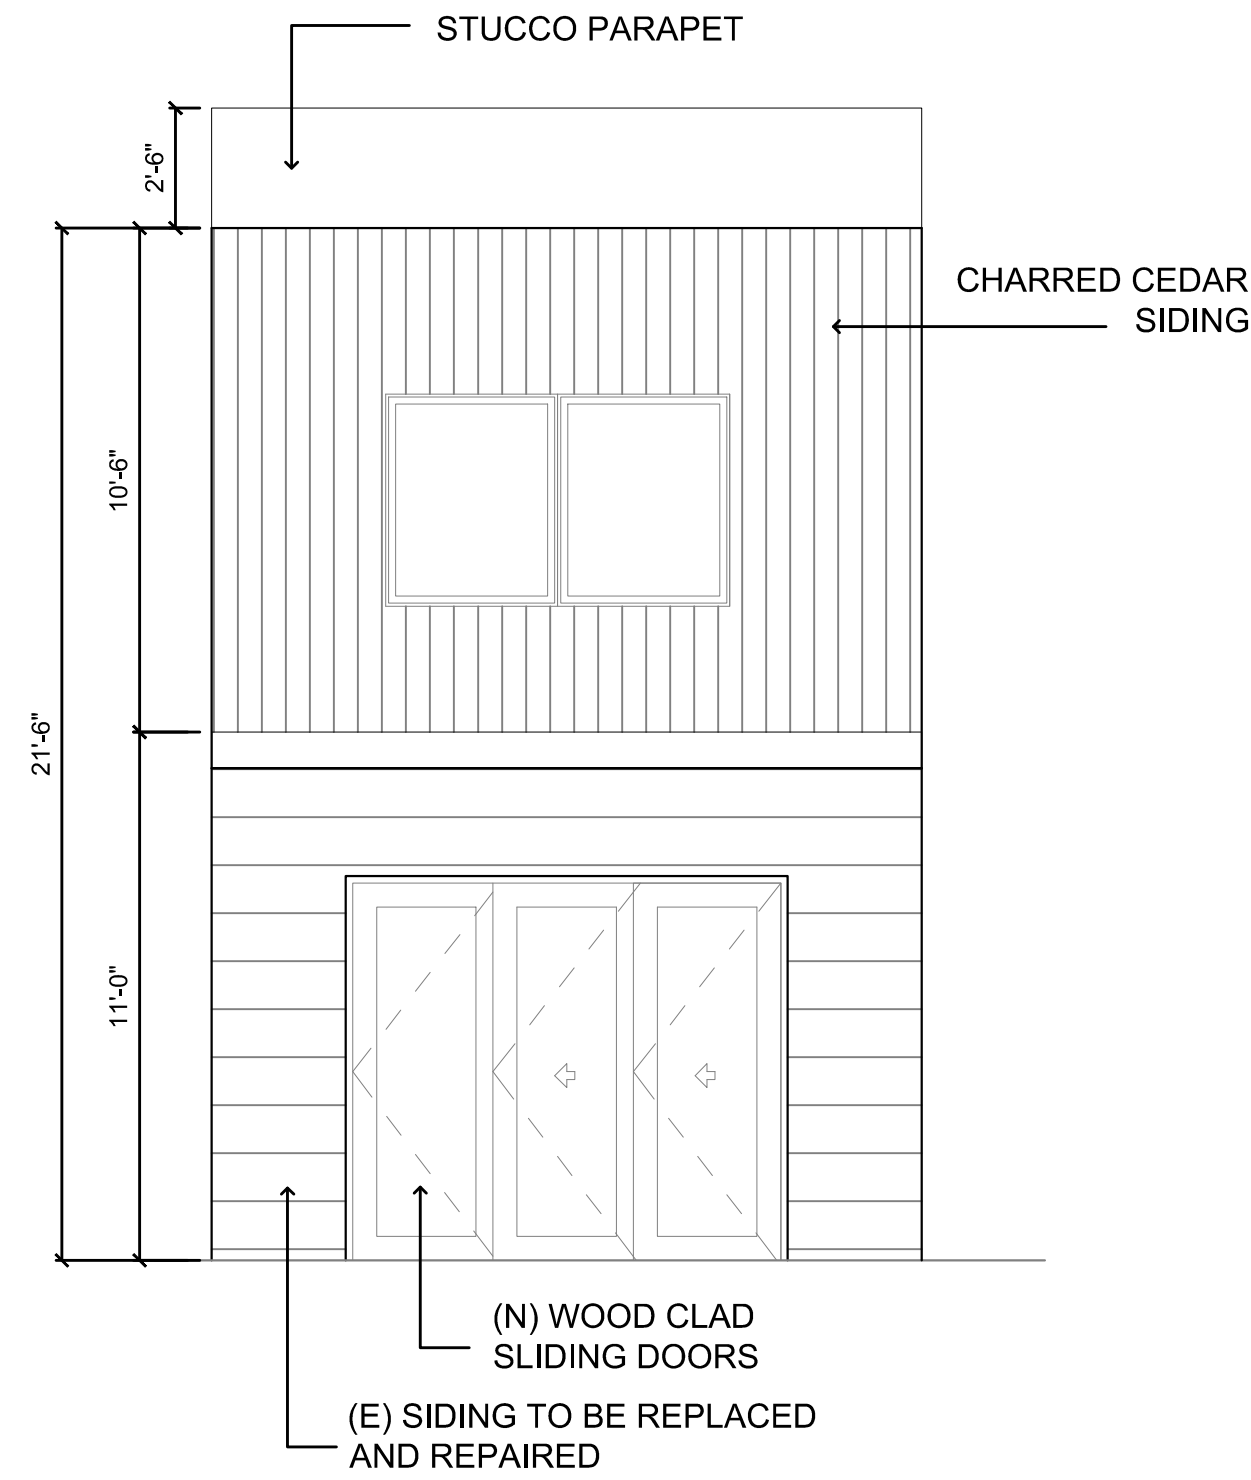 STUCCO PARAPET
2'-6"
CHARRED CEDAR
SIDING
10'-6"
21'-6"
11'-0"
(N) WOOD CLAD
SLIDING DOORS
(E) SIDING TO BE REPLACED
AND REPAIRED